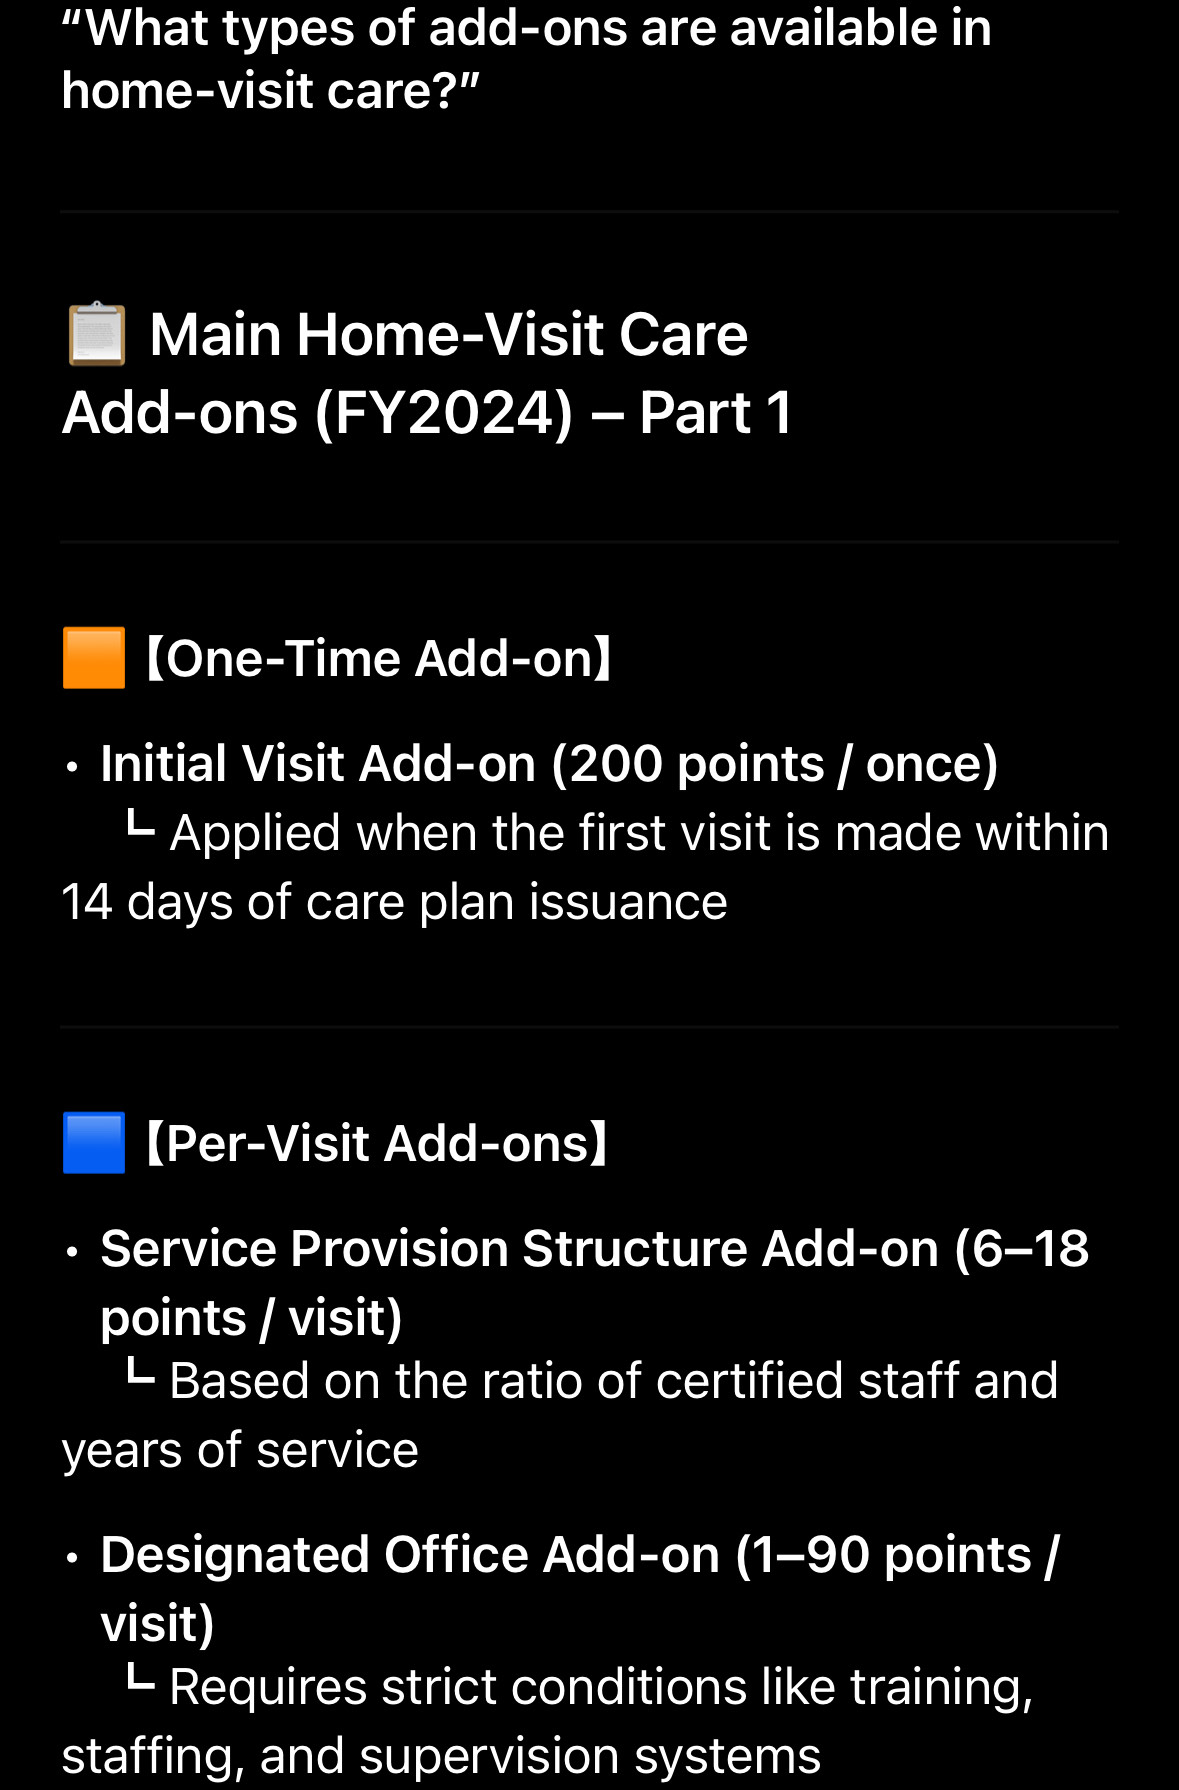 “What types of add-ons are available in
home-visit care?”
📋 Main Home-Visit Care
Add-ons (FY2024) – Part 1
🟧【One-Time Add-on】
• Initial Visit Add-on (200 points / once)
┗ Applied when the first visit is made within
14 days of care plan issuance
🟦【Per-Visit Add-ons】
• Service Provision Structure Add-on (6–18
points / visit)
┗ Based on the ratio of certified staff and
years of service
• Designated Office Add-on (1–90 points /
visit)
┗ Requires strict conditions like training,
staffing, and supervision systems